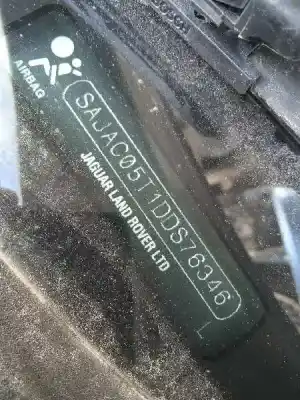 AIRBAG
SAJAC05T1DDS76346
JAGUAR LAND ROVER LTD
L